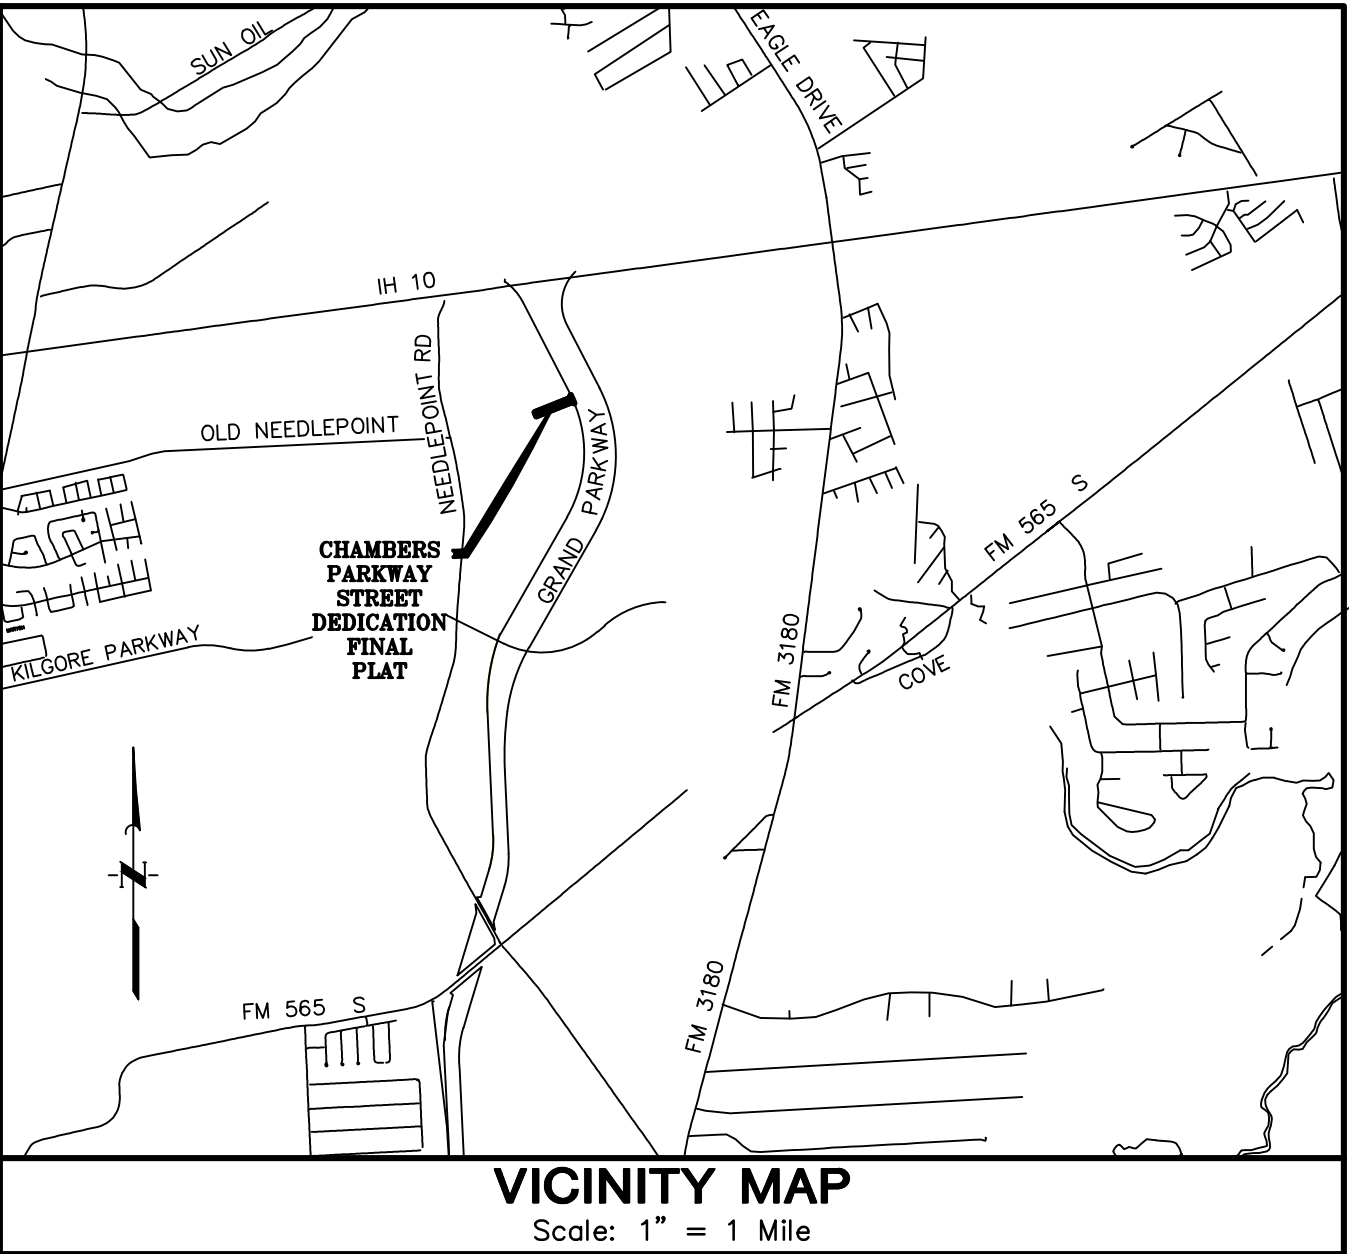 SUN OIL
EAGLE DRIVE
IH 10
NEEDLEPOINT RD
OLD NEEDLEPOINT
GRAND PARKWAY
FM 565 S
CHAMBERS
PARKWAY
STREET
DEDICATION
FINAL
PLAT
KILGORE PARKWAY
FM 3180
COVE
N
FM 565 S
FM 3180
VICINITY MAP
Scale: 1" = 1 Mile